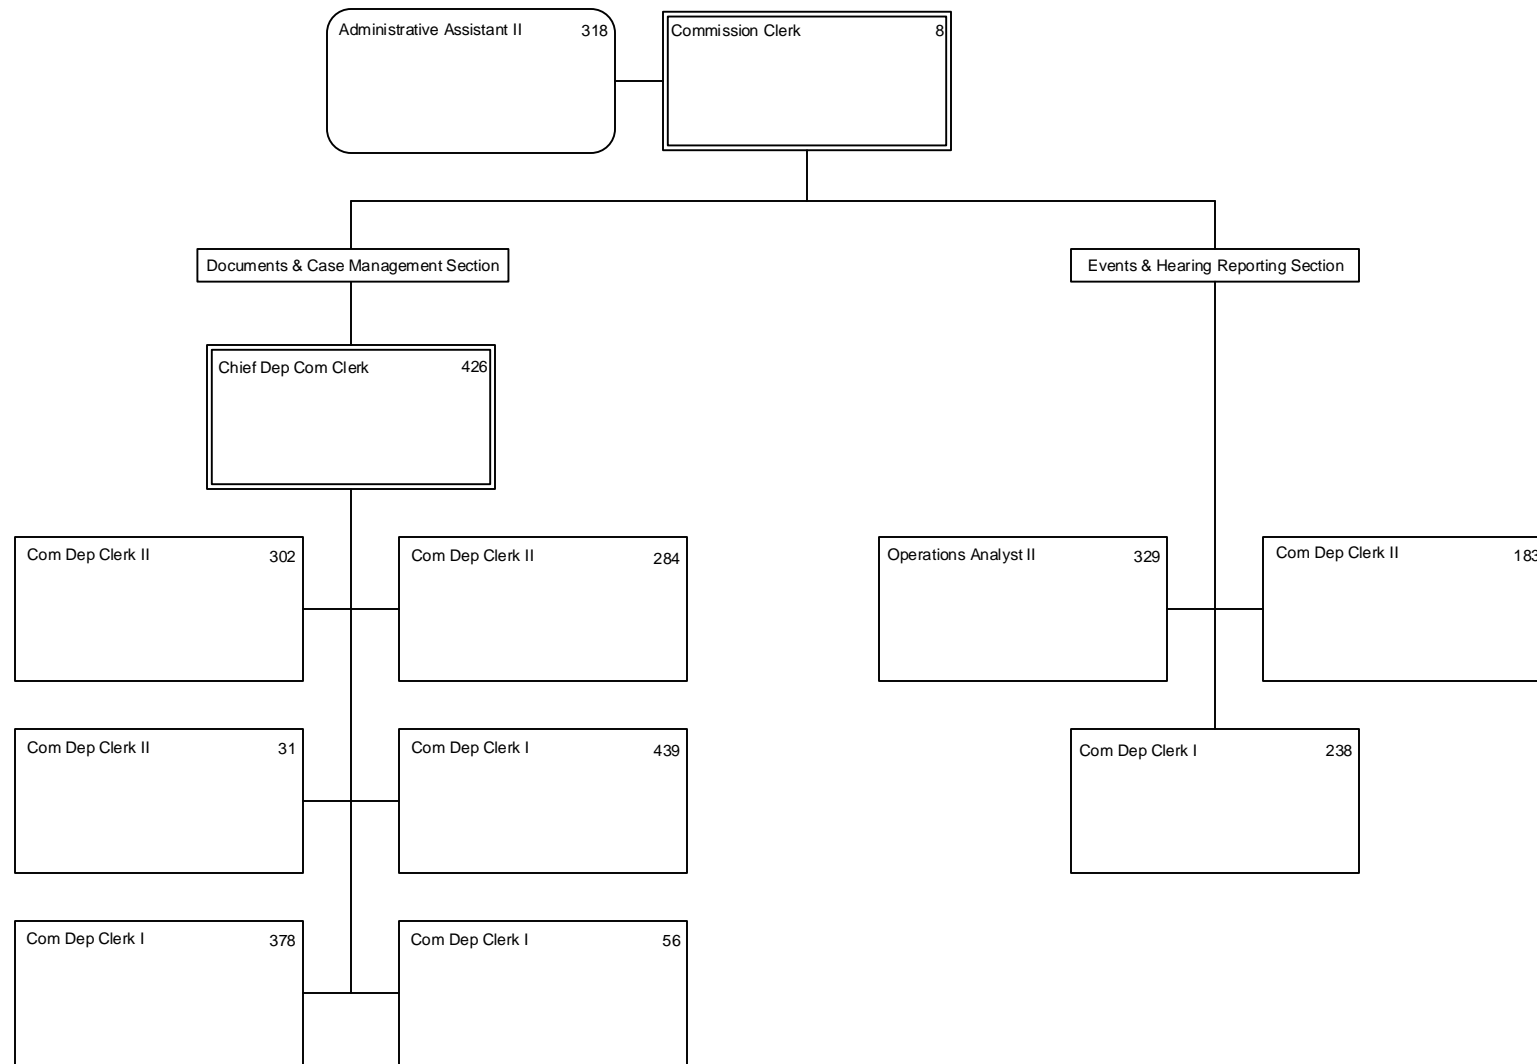 Administrative Assistant II 318
Commission Clerk 8
Documents & Case Management Section
Events & Hearing Reporting Section
Chief Dep Com Clerk 426
Com Dep Clerk II 302
Com Dep Clerk II 284
Operations Analyst II 329
Com Dep Clerk II 183
Com Dep Clerk II 31
Com Dep Clerk I 439
Com Dep Clerk I 238
Com Dep Clerk I 378
Com Dep Clerk I 56